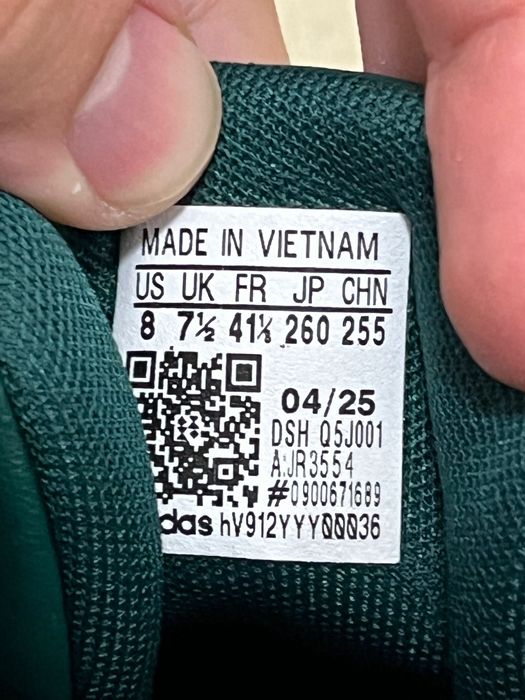 MADE IN VIETNAM
US UK FR JP CHN
8 7½ 41⅓ 260 255
04/25
DSH Q5J001
A:JR3554
#0900671689
das hV912YYY00036